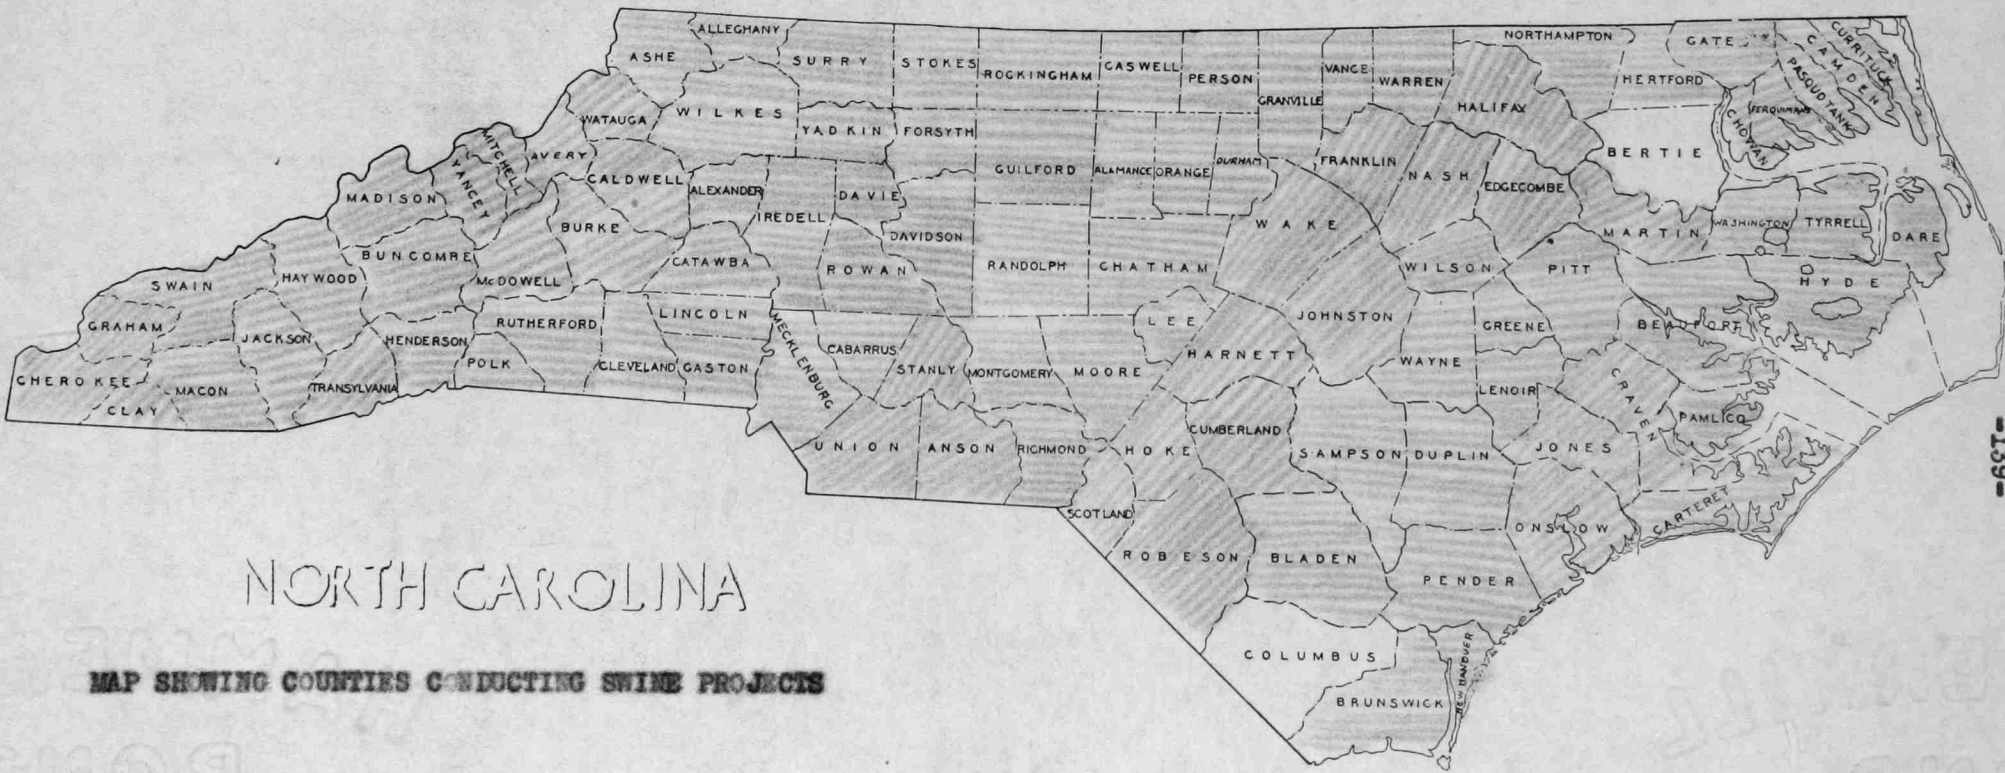 ALLEGHANY
NORTHAMPTON
ASHE
SURRY
STOKES
ROCKINGHAM
CASWELL
PERSON
GRANVILLE
VANCE
WARREN
HALIFAX
HERTFORD
GATES
CURRITUCK
CAMDEN
PASQUOTANK
PERQUIMANS
CHOWAN
WATAUGA
WILKES
YADKIN
FORSYTH
GUILFORD
ALAMANCE
ORANGE
DURHAM
FRANKLIN
NASH
EDGECOMBE
BERTIE
MITCHELL
AVERY
YANCEY
MADISON
CALDWELL
ALEXANDER
IREDELL
DAVIE
DAVIDSON
RANDOLPH
CHATHAM
WAKE
WILSON
PITT
MARTIN
WASHINGTON
TYRRELL
DARE
HYDE
SWAIN
HAYWOOD
BUNCOMBE
McDOWELL
BURKE
CATAWBA
ROWAN
GRAHAM
JACKSON
HENDERSON
RUTHERFORD
LINCOLN
MECKLENBURG
CABARRUS
STANLY
MONTGOMERY
MOORE
LEE
HARNETT
JOHNSTON
WAYNE
GREENE
BEAUFORT
CHEROKEE
CLAY
MACON
TRANSYLVANIA
POLK
CLEVELAND
GASTON
UNION
ANSON
RICHMOND
HOKE
CUMBERLAND
SAMPSON
DUPLIN
LENOIR
JONES
CRAVEN
PAMLICO
CARTERET
ONSLOW
SCOTLAND
ROBESON
BLADEN
PENDER
COLUMBUS
BRUNSWICK
NEW HANOVER
NORTH CAROLINA
MAP SHOWING COUNTIES CONDUCTING SWINE PROJECTS
-139-